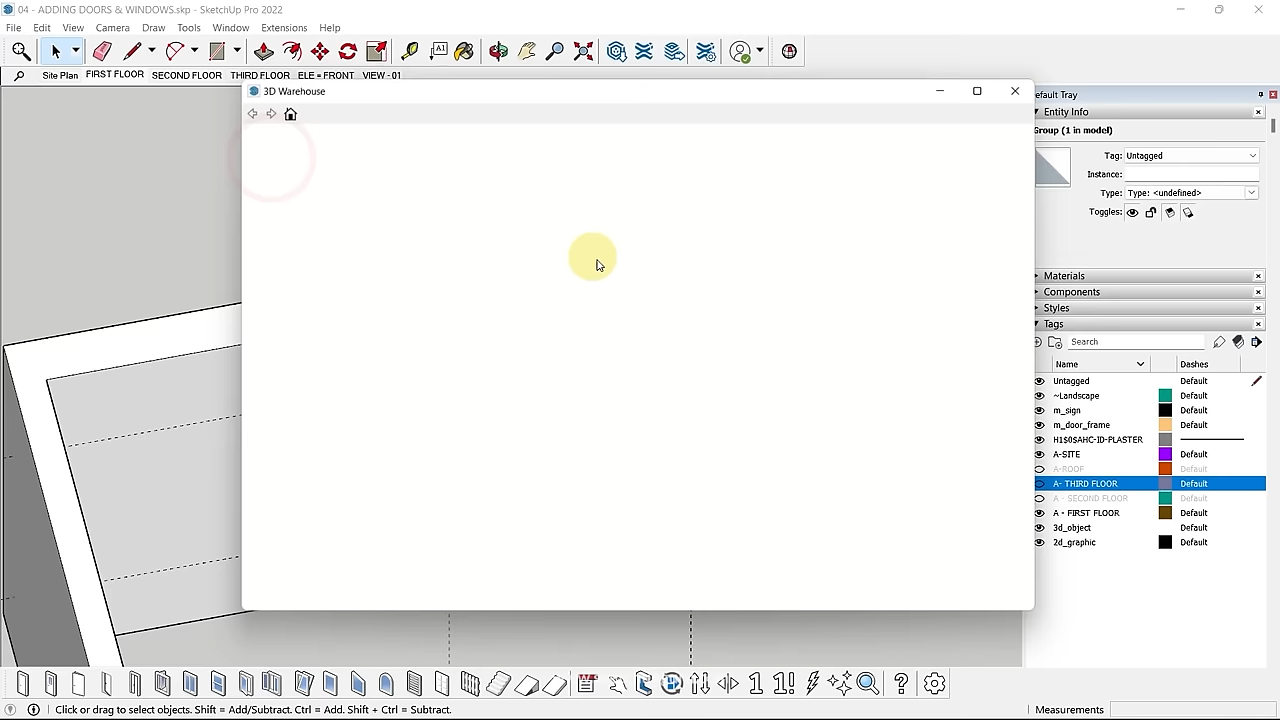 04 - ADDING DOORS & WINDOWS.skp - SketchUp Pro 2022
File Edit View Camera Draw Tools Window Extensions Help
Site Plan FIRST FLOOR SECOND FLOOR THIRD FLOOR ELE = FRONT VIEW - 01
3D Warehouse
efault Tray
Entity Info
Group (1 in model)
Tag: Untagged
Instance:
Type: Type: <undefined>
Toggles:
Materials
Components
Styles
Tags
Search
Name Dashes
Untagged Default
~Landscape Default
m_sign Default
m_door_frame Default
H1$0$AHC-ID-PLASTER
A-SITE Default
A-ROOF Default
A- THIRD FLOOR Default
A - SECOND FLOOR Default
A - FIRST FLOOR Default
3d_object Default
2d_graphic Default
Click or drag to select objects. Shift = Add/Subtract. Ctrl = Add. Shift + Ctrl = Subtract.
Measurements